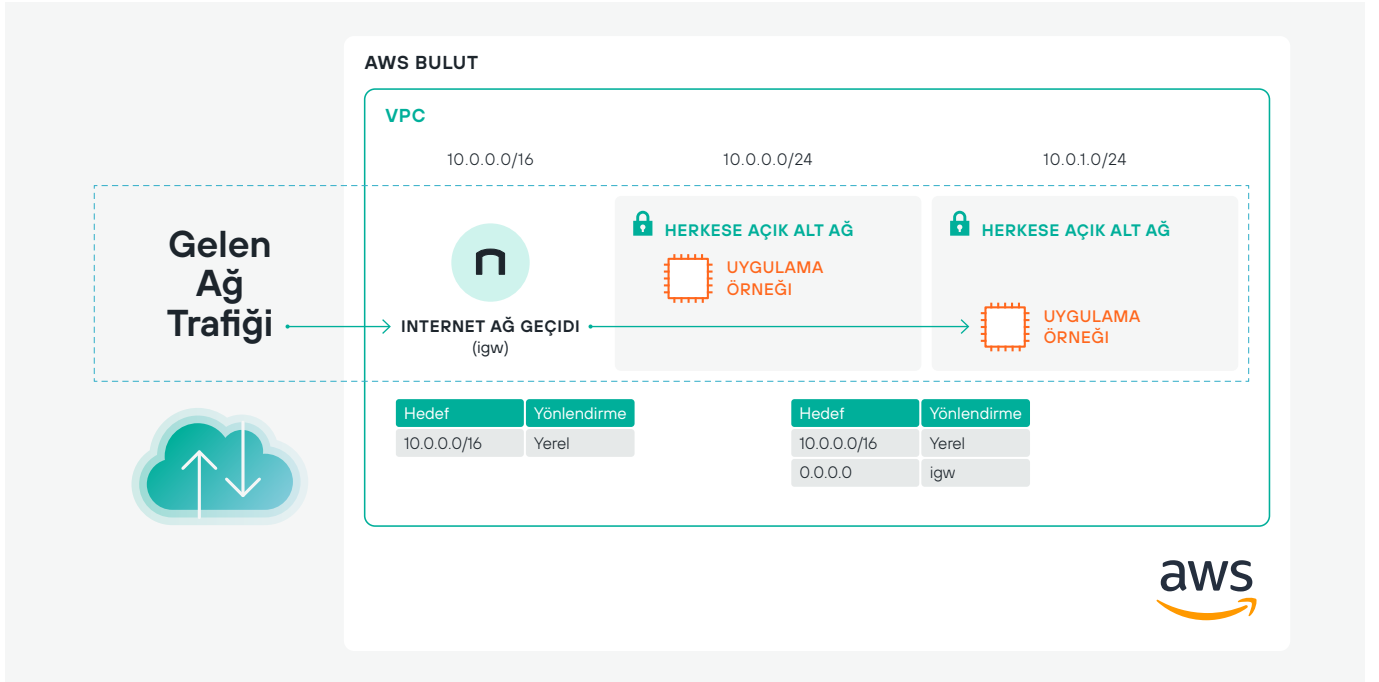 AWS BULUT
VPC
10.0.0.0/16
10.0.0.0/24
10.0.1.0/24
Gelen
Ağ
Trafiği
INTERNET AĞ GEÇIDI
(igw)
HERKESE AÇIK ALT AĞ
UYGULAMA
ÖRNEĞI
HERKESE AÇIK ALT AĞ
UYGULAMA
ÖRNEĞI
Hedef Yönlendirme
10.0.0.0/16 Yerel
Hedef Yönlendirme
10.0.0.0/16 Yerel
0.0.0.0 igw
aws